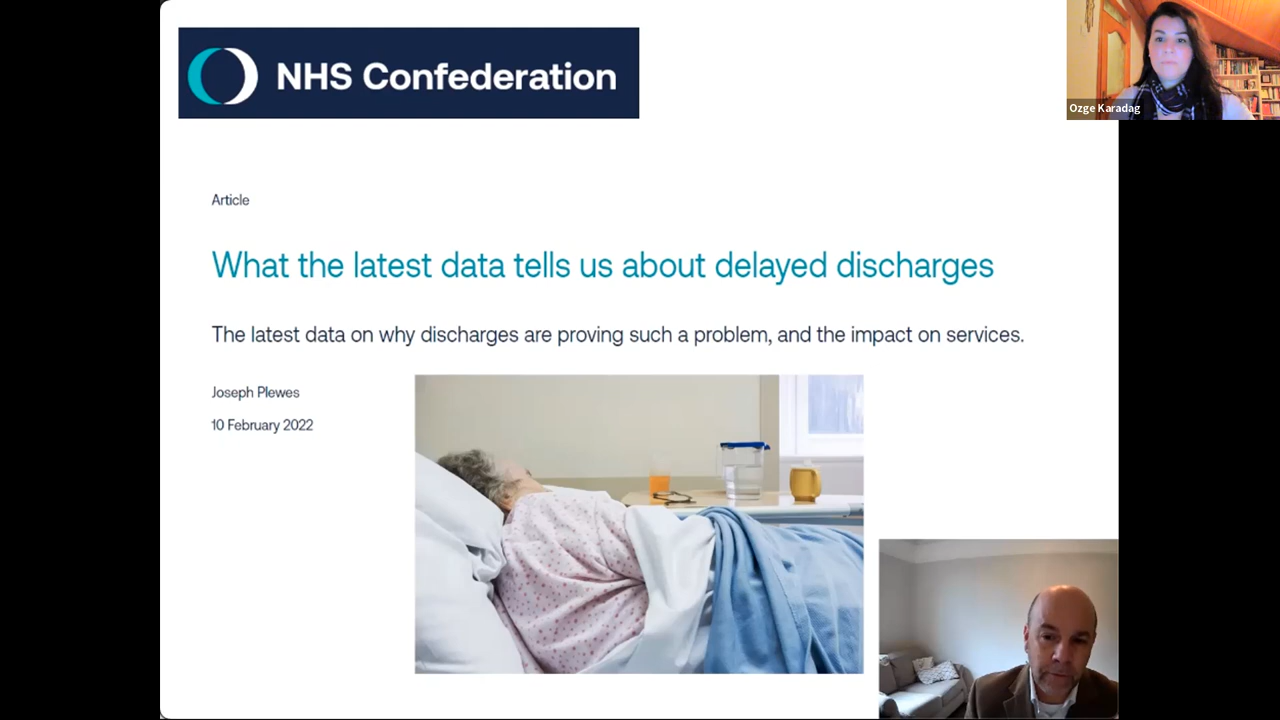 NHS Confederation
Ozge Karadag
Article
What the latest data tells us about delayed discharges
The latest data on why discharges are proving such a problem, and the impact on services.
Joseph Plewes
10 February 2022